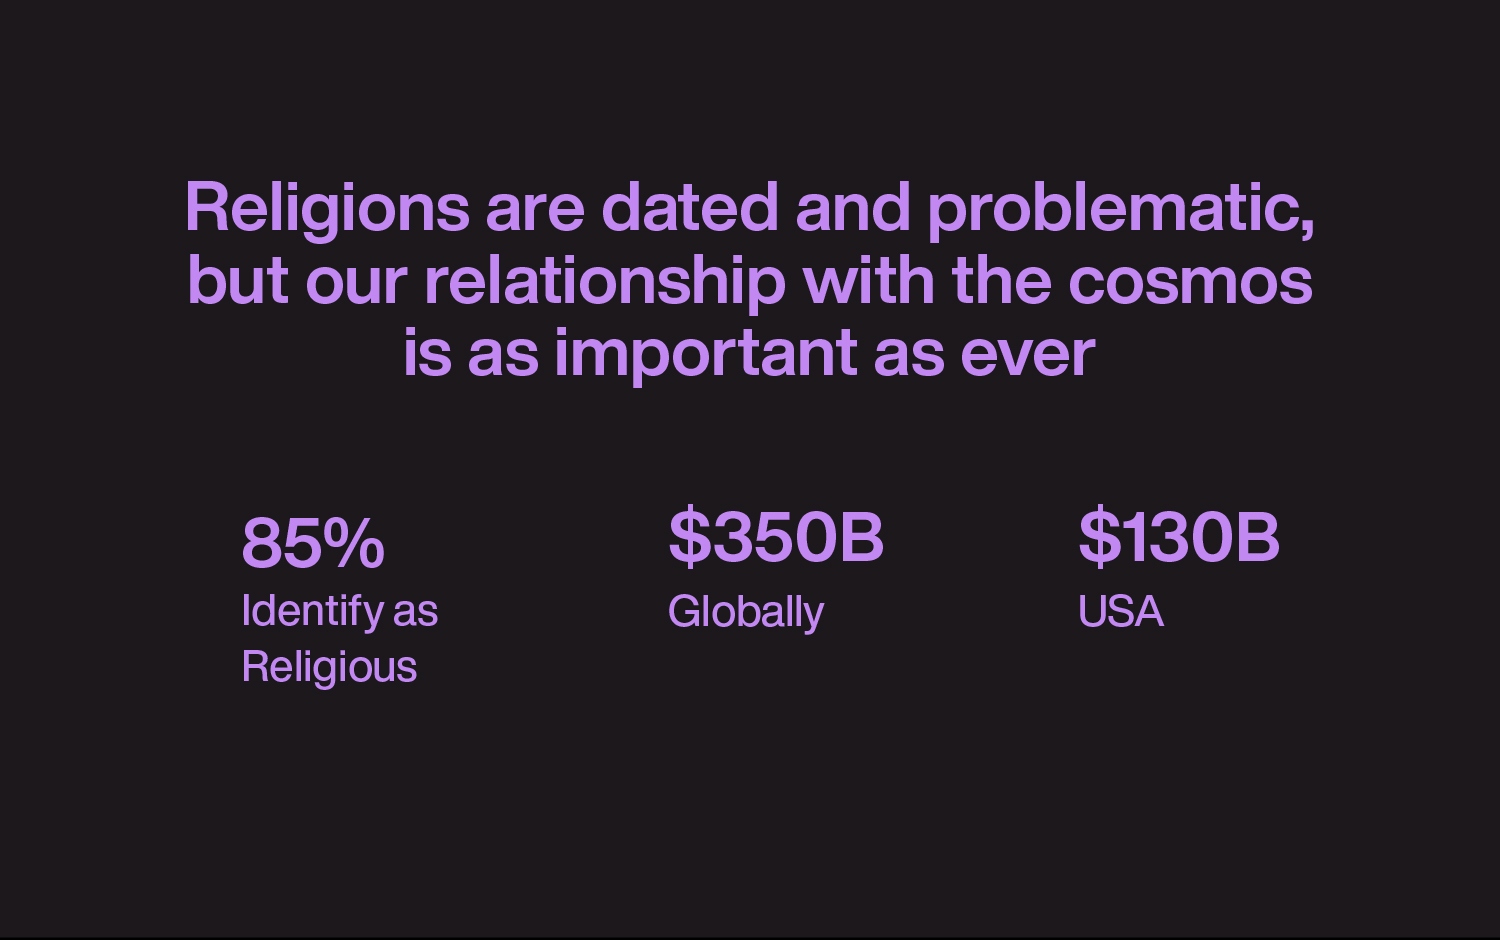 Religions are dated and problematic,
but our relationship with the cosmos
is as important as ever
85%
Identify as
Religious
$350B
Globally
$130B
USA